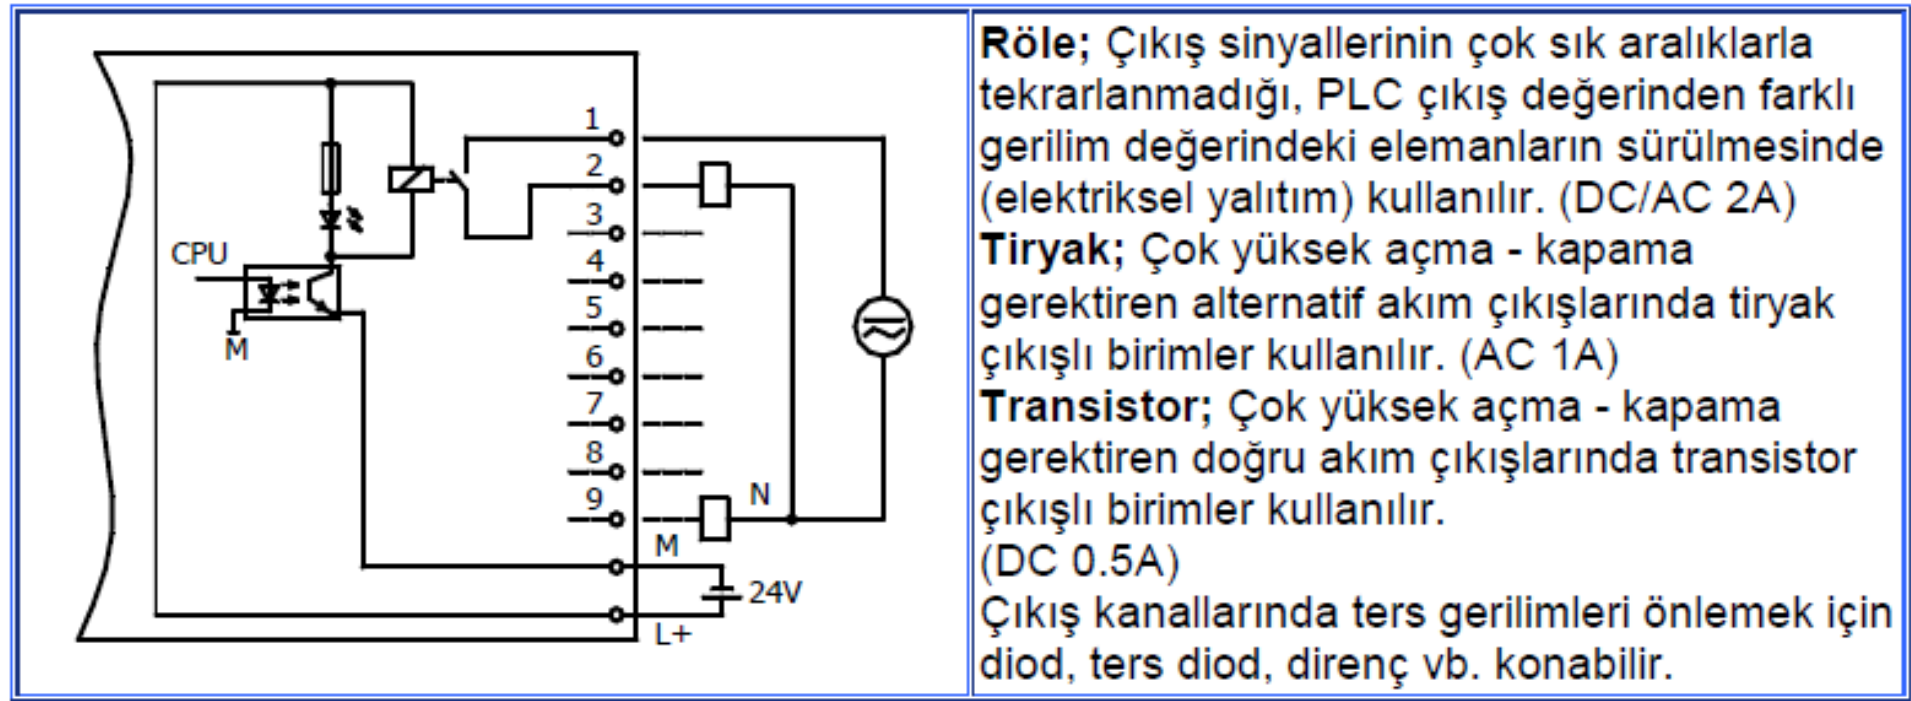 1
2
3
4
5
6
7
8
9
CPU
M
N
M
24V
L+
Röle; Çıkış sinyallerinin çok sık aralıklarla
tekrarlanmadığı, PLC çıkış değerinden farklı
gerilim değerindeki elemanların sürülmesinde
(elektriksel yalıtım) kullanılır. (DC/AC 2A)
Tiryak; Çok yüksek açma - kapama
gerektiren alternatif akım çıkışlarında tiryak
çıkışlı birimler kullanılır. (AC 1A)
Transistor; Çok yüksek açma - kapama
gerektiren doğru akım çıkışlarında transistor
çıkışlı birimler kullanılır.
(DC 0.5A)
Çıkış kanallarında ters gerilimleri önlemek için
diod, ters diod, direnç vb. konabilir.